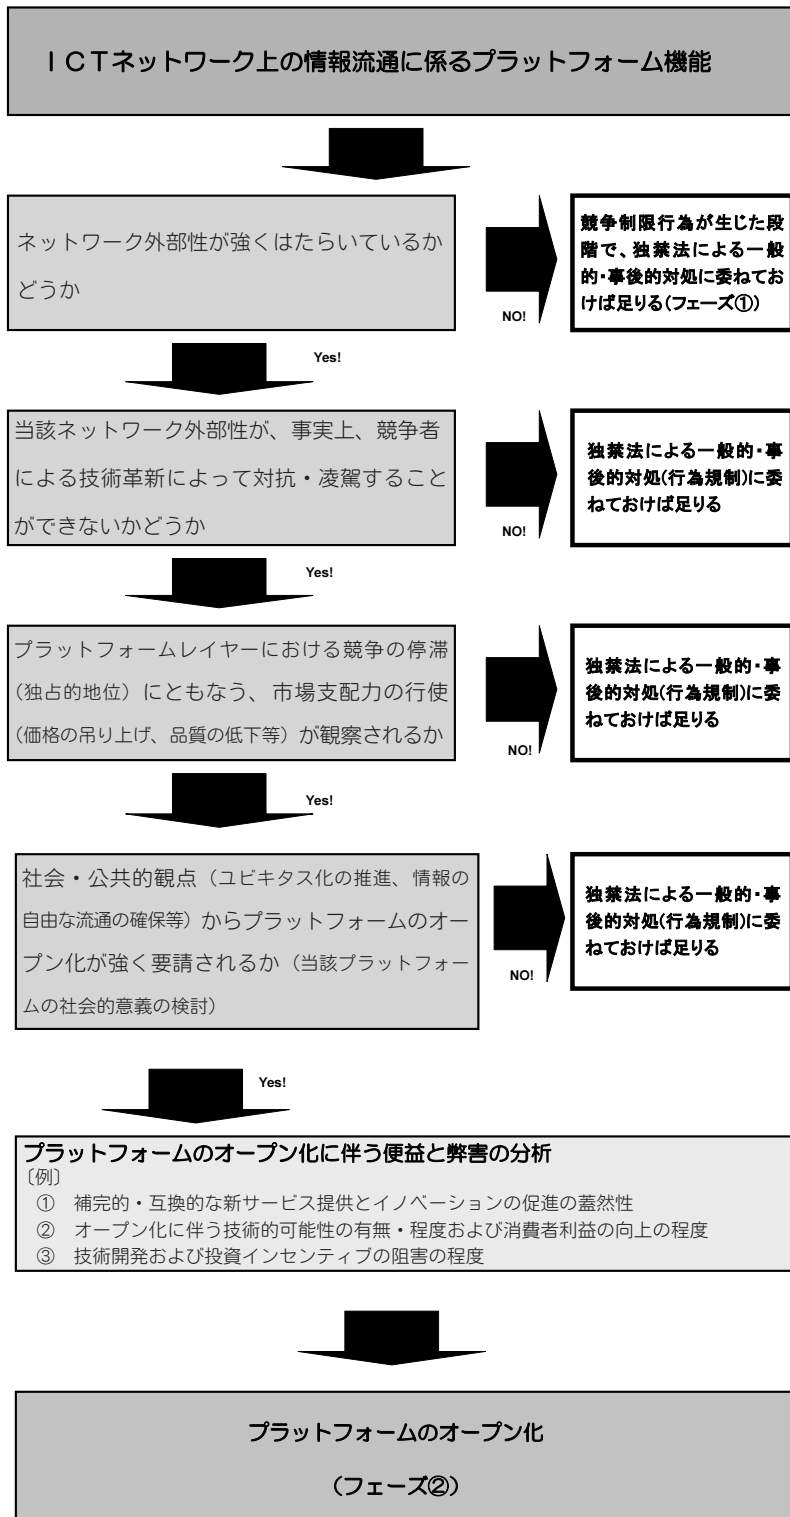 ＩＣＴネットワーク上の情報流通に係るプラットフォーム機能
ネットワーク外部性が強くはたらいているか
どうか
競争制限行為が生じた段
階で、独禁法による一般
的・事後的対処に委ねてお
けば足りる(フェーズ①)
NO!
Yes!
当該ネットワーク外部性が、事実上、競争者
による技術革新によって対抗・凌駕すること
ができないかどうか
独禁法による一般的・事
後的対処(行為規制)に委
ねておけば足りる
NO!
Yes!
プラットフォームレイヤーにおける競争の停滞
（独占的地位）にともなう、市場支配力の行使
（価格の吊り上げ、品質の低下等）が観察されるか
独禁法による一般的・事
後的対処(行為規制)に委
ねておけば足りる
NO!
Yes!
社会・公共的観点（ユビキタス化の推進、情報の
自由な流通の確保等）からプラットフォームのオー
プン化が強く要請されるか（当該プラットフォー
ムの社会的意義の検討）
独禁法による一般的・事
後的対処(行為規制)に委
ねておけば足りる
NO!
Yes!
プラットフォームのオープン化に伴う便益と弊害の分析
〔例〕
①　補完的・互換的な新サービス提供とイノベーションの促進の蓋然性
②　オープン化に伴う技術的可能性の有無・程度および消費者利益の向上の程度
③　技術開発および投資インセンティブの阻害の程度
プラットフォームのオープン化
（フェーズ②）